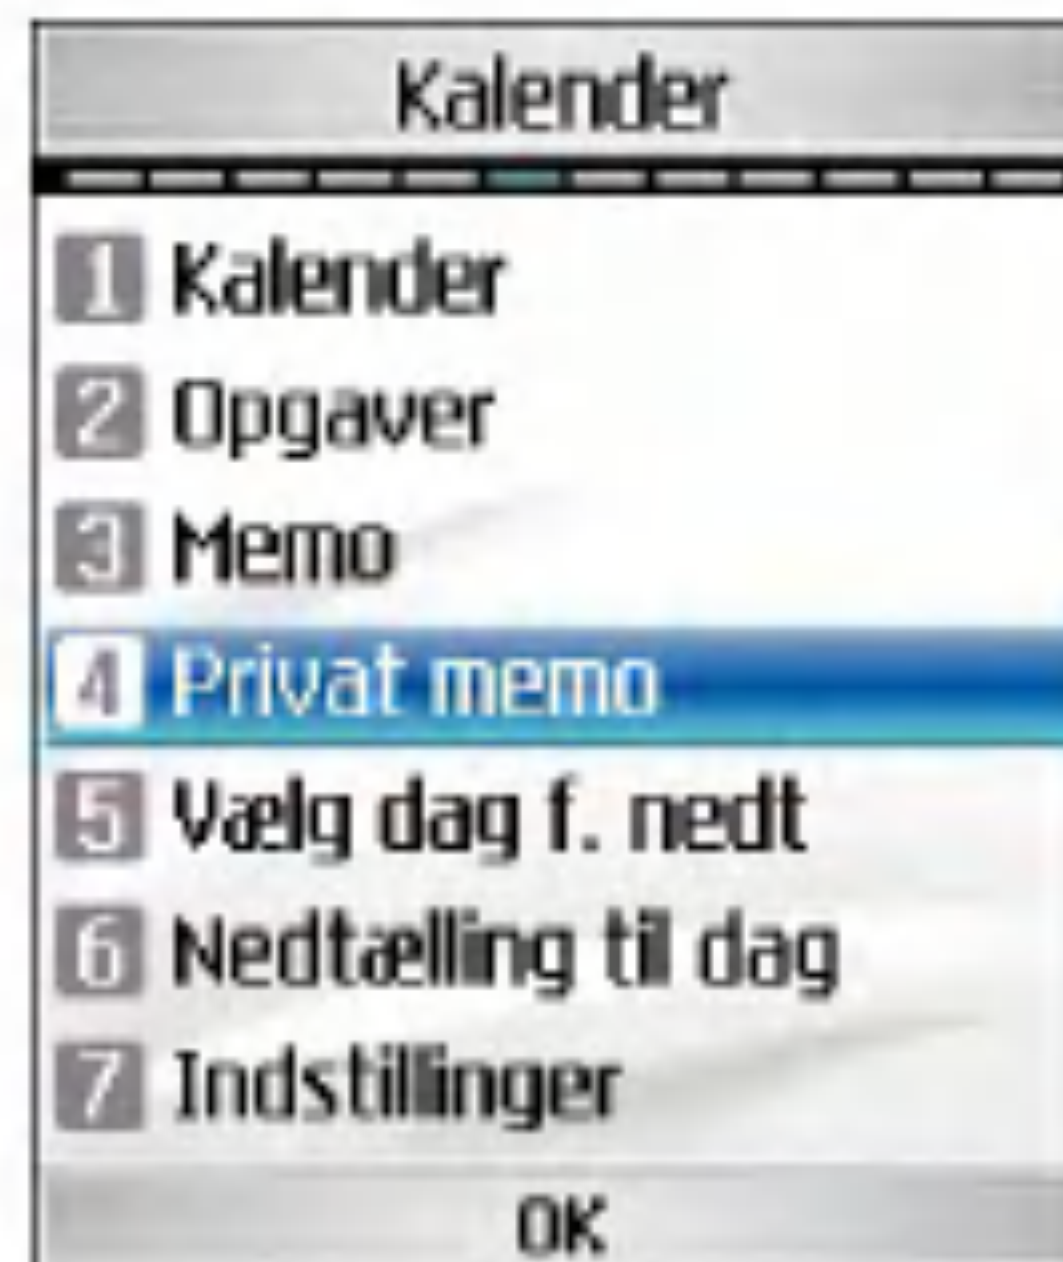 Kalender
1 Kalender
2 Opgaver
3 Memo
4 Privat memo
5 Vælg dag f. nedt
6 Nedtælling til dag
7 Indstillinger
OK